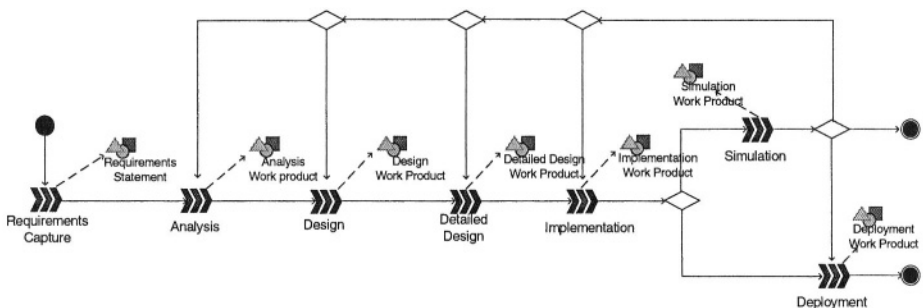 Simulation
Work Product
Requirements
Statement
Analysis
Work product
Design
Work Product
Detailed Design
Work Product
Implementation
Work Product
Simulation
Requirements
Capture
Analysis
Design
Detailed
Design
Implementation
Deployment
Work Product
Deployment